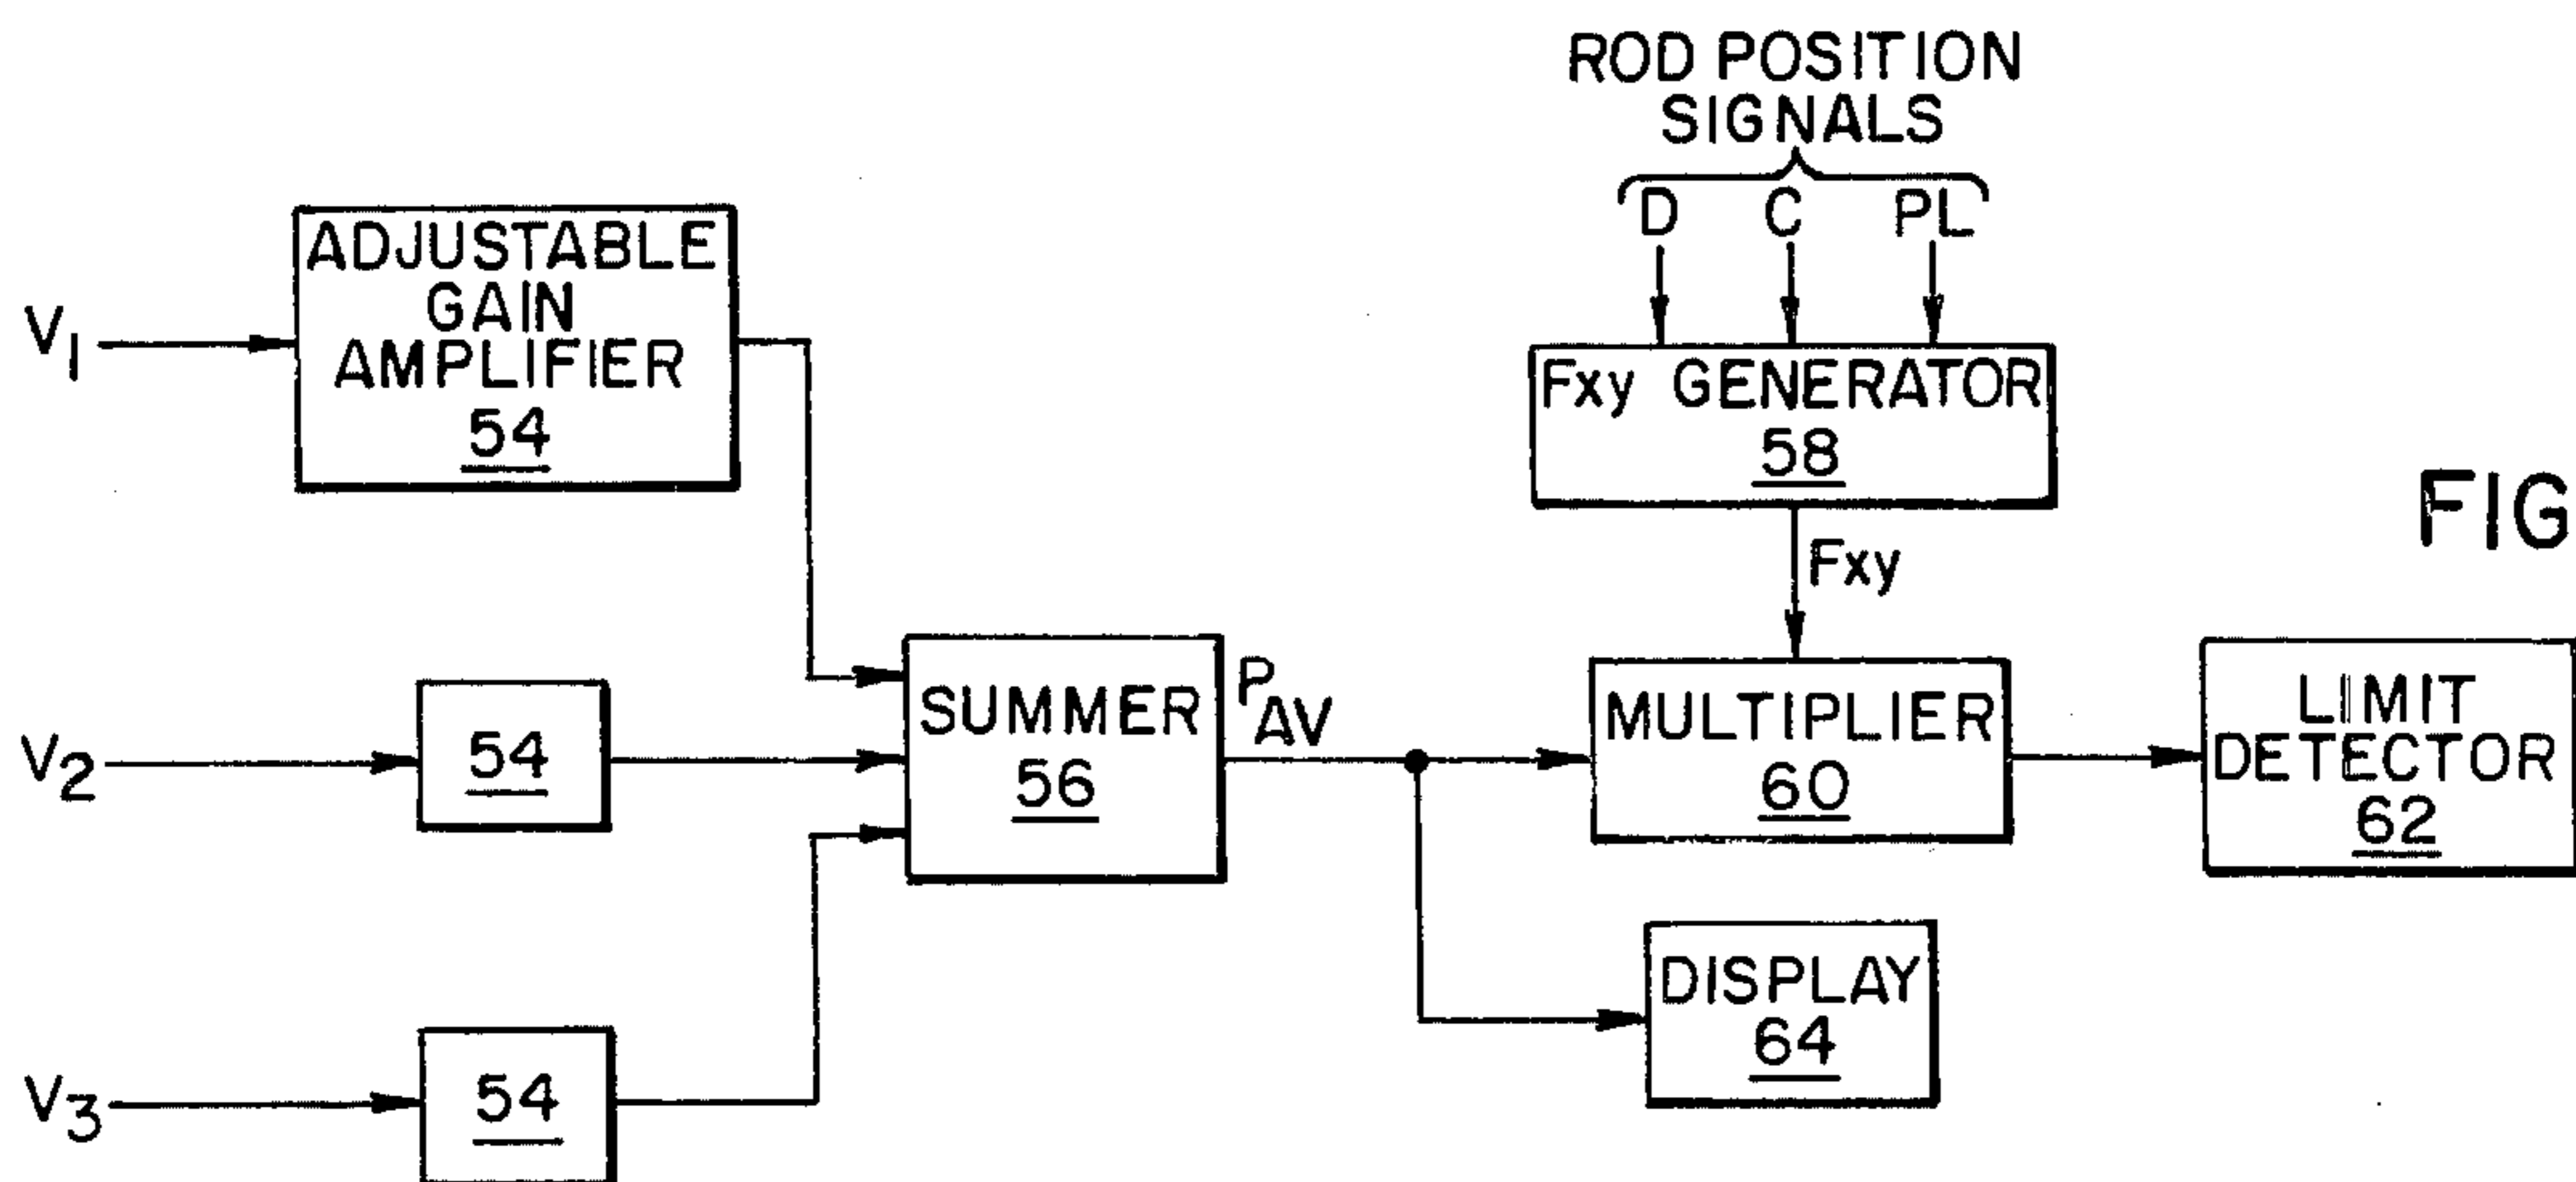 ROD POSITION
SIGNALS
D C PL
ADJUSTABLE
GAIN
AMPLIFIER
54
V1
Fxy GENERATOR
58
FIG
Fxy
V2
54
SUMMER
56
PAV
MULTIPLIER
60
LIMIT
DETECTOR
62
DISPLAY
64
V3
54